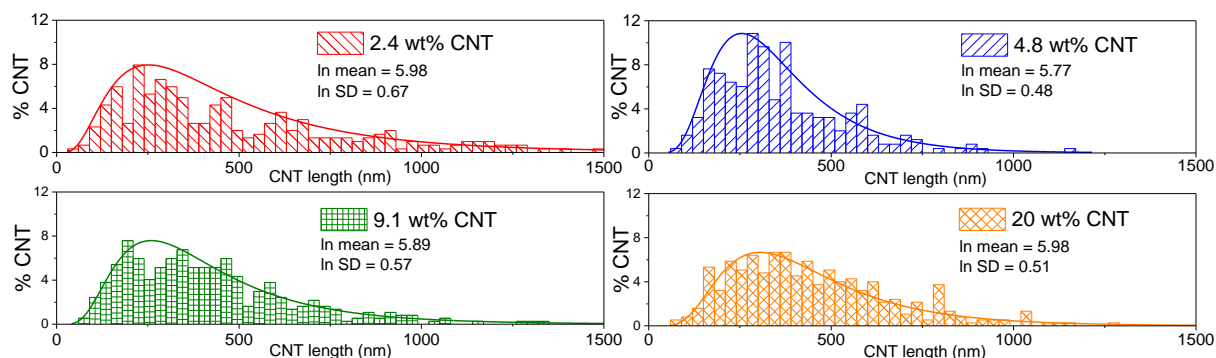 12
8
4
0
% CNT
2.4 wt% CNT
ln mean = 5.98
ln SD = 0.67
0
500
1000
1500
CNT length (nm)
12
8
4
0
% CNT
4.8 wt% CNT
ln mean = 5.77
ln SD = 0.48
0
500
1000
1500
CNT length (nm)
12
8
4
0
% CNT
9.1 wt% CNT
ln mean = 5.89
ln SD = 0.57
0
500
1000
1500
CNT length (nm)
12
8
4
0
% CNT
20 wt% CNT
ln mean = 5.98
ln SD = 0.51
0
500
1000
1500
CNT length (nm)